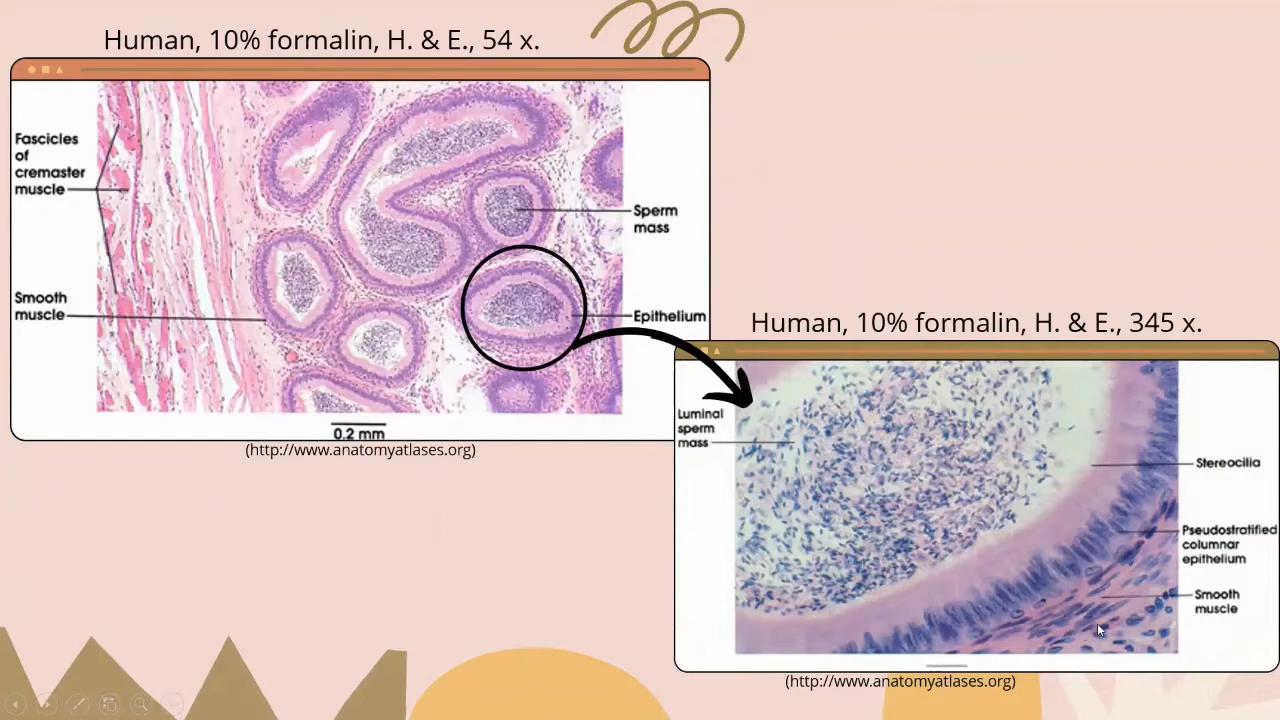 Human, 10% formalin, H. & E., 54 x.
Fascicles
of
cremaster
muscle
Smooth
muscle
Sperm
mass
Epithelium
0.2 mm
(http://www.anatomyatlases.org)
Human, 10% formalin, H. & E., 345 x.
Luminal
sperm
mass
Stereocilia
Pseudostratified
columnar
epithelium
Smooth
muscle
(http://www.anatomyatlases.org)